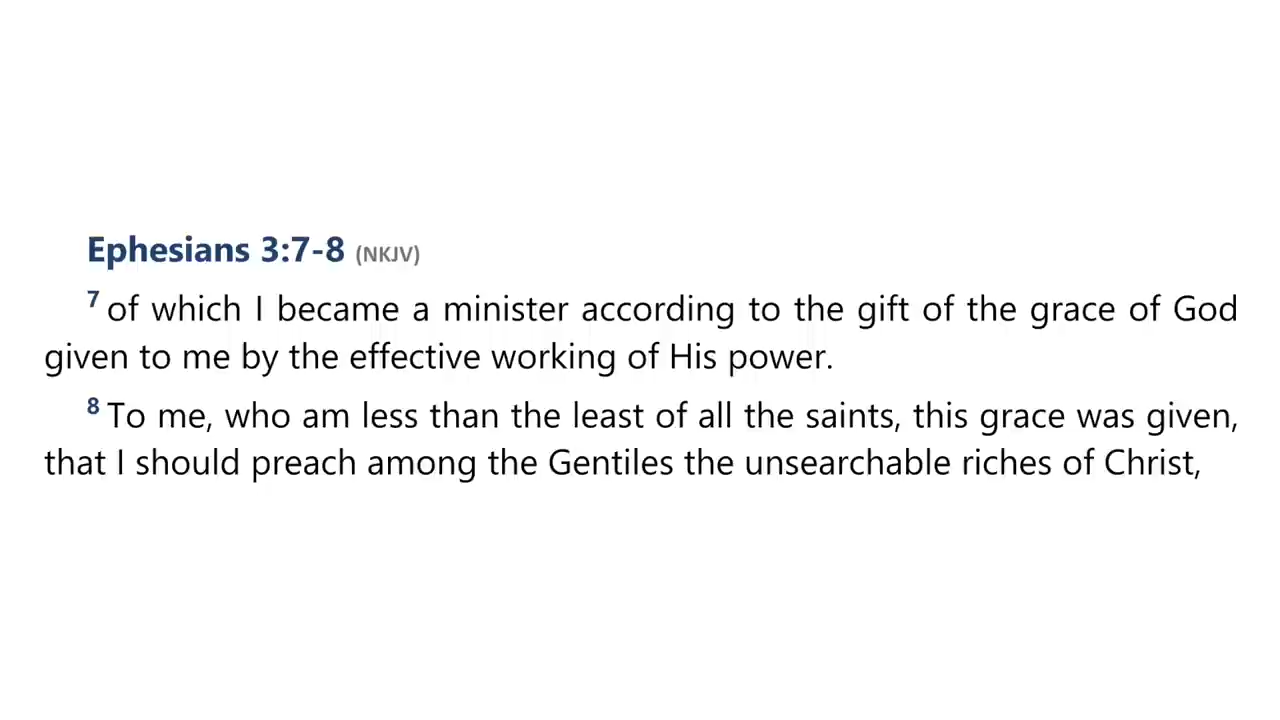 Ephesians 3:7-8 (NKJV)
7 of which I became a minister according to the gift of the grace of God
given to me by the effective working of His power.
8 To me, who am less than the least of all the saints, this grace was given,
that I should preach among the Gentiles the unsearchable riches of Christ,